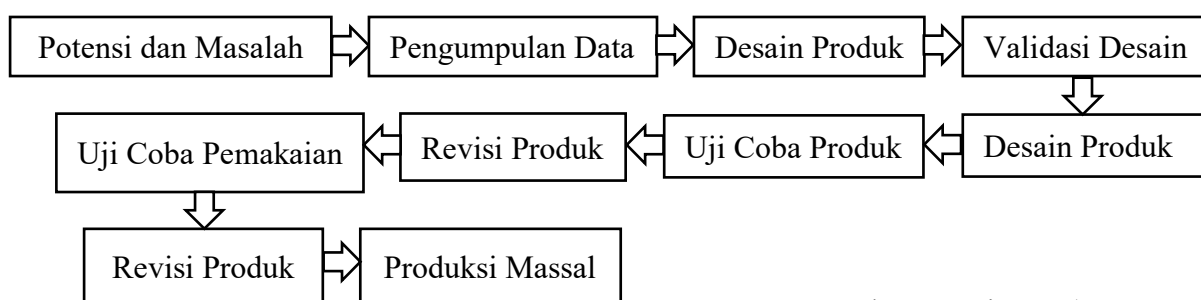 Potensi dan Masalah
Pengumpulan Data
Desain Produk
Validasi Desain
Desain Produk
Uji Coba Produk
Revisi Produk
Uji Coba Pemakaian
Revisi Produk
Produksi Massal